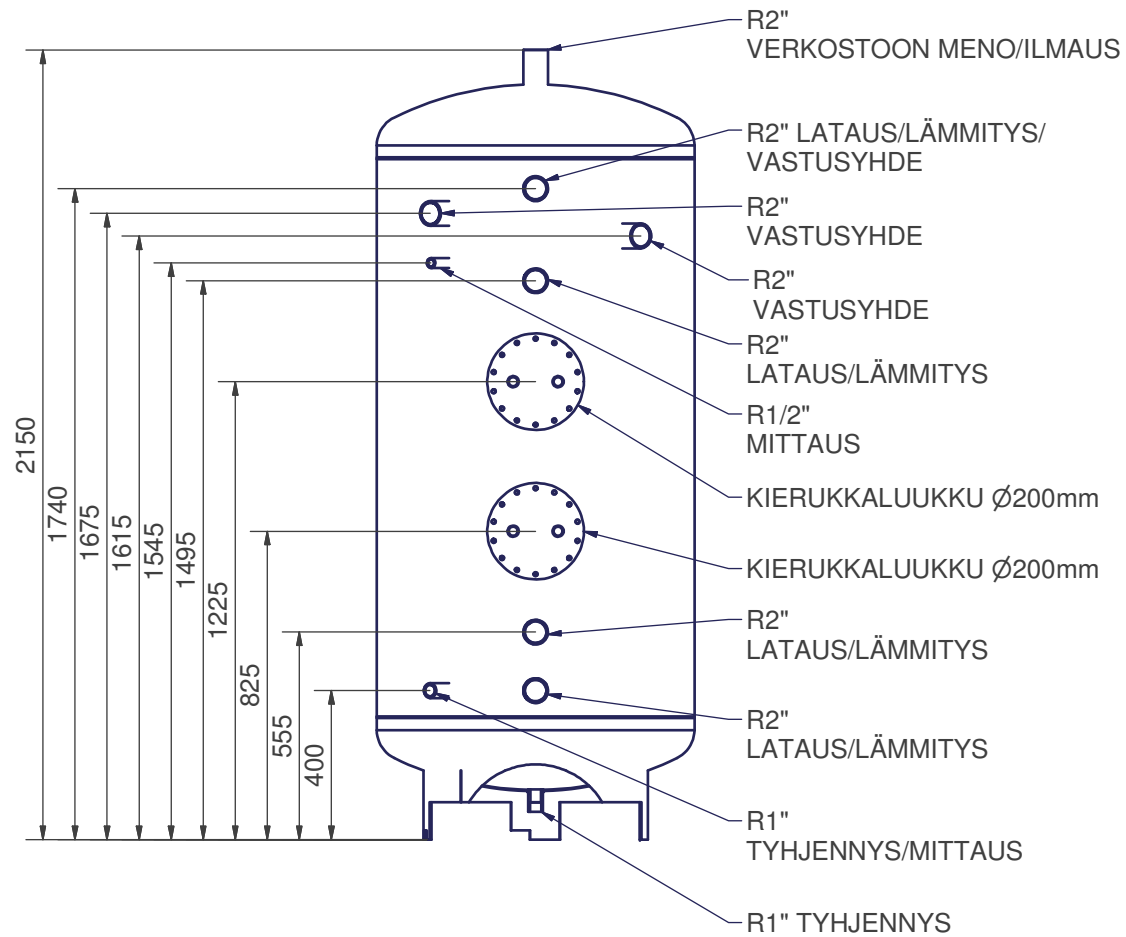 R2"
VERKOSTOON MENO/ILMAUS
R2" LATAUS/LÄMMITYS/
VASTUSYHDE
R2"
VASTUSYHDE
R2"
VASTUSYHDE
R2"
LATAUS/LÄMMITYS
R1/2"
MITTAUS
KIERUKKALUUKKU Ø200mm
KIERUKKALUUKKU Ø200mm
R2"
LATAUS/LÄMMITYS
R2"
LATAUS/LÄMMITYS
R1"
TYHJENNYS/MITTAUS
R1" TYHJENNYS
2150
1740
1675
1615
1545
1495
1225
825
555
400